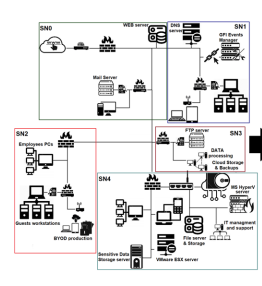 SN0
WEB server
DNS
server
SN1
GFI Events
Manager
Internet
Mail Server
SN2
Employees PCs
FTP server
SN3
DATA
processing
Cloud Storage
& Backups
SN4
MS HyperV
server
Guests workstations
BYOD production
File server
& Storage
IT managment
and support
Sensitive Data
Storage server
VMware ESX server